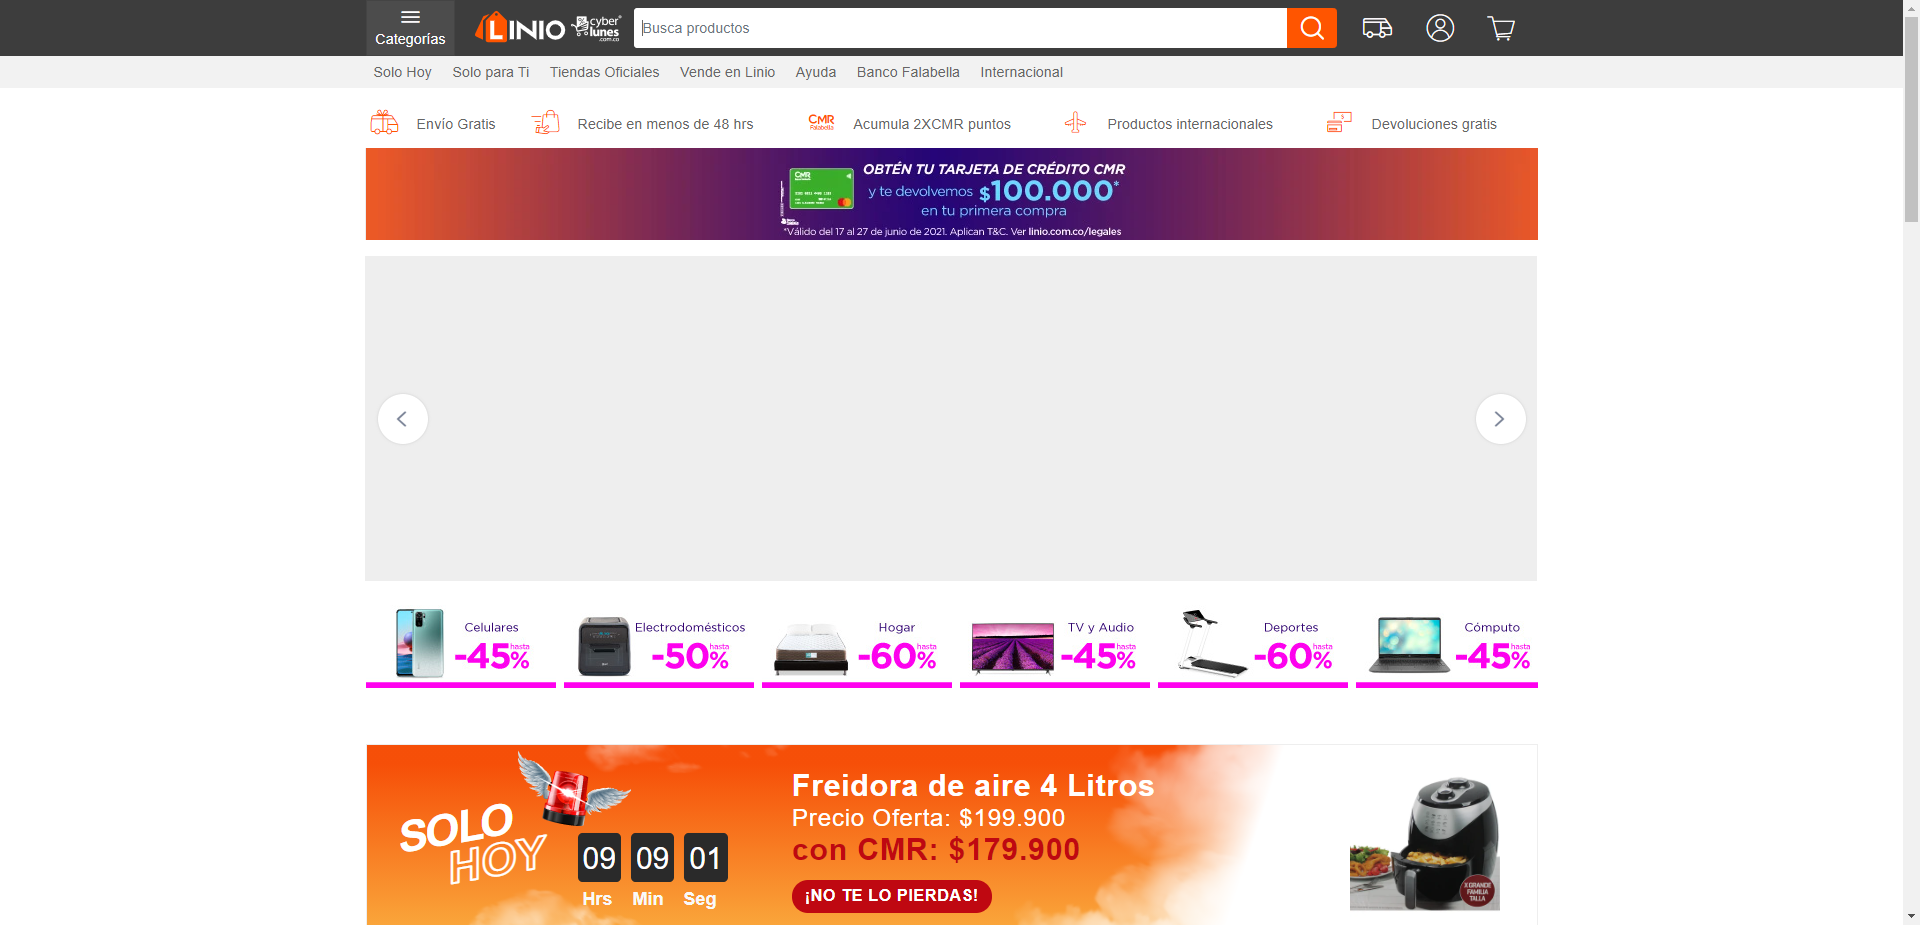 Categorías
LINIO
cyber
lunes
.com.co
Busca productos
Solo Hoy
Solo para Ti
Tiendas Oficiales
Vende en Linio
Ayuda
Banco Falabella
Internacional
Envío Gratis
Recibe en menos de 48 hrs
CMR
Falabella
Acumula 2XCMR puntos
Productos internacionales
Devoluciones gratis
CMR
OBTÉN TU TARJETA DE CRÉDITO CMR
y te devolvemos $100.000*
en tu primera compra
*Válido del 17 al 27 de junio de 2021. Aplican T&C. Ver linio.com.co/legales
Celulares
hasta
-45%
Electrodomésticos
hasta
-50%
Hogar
hasta
-60%
TV y Audio
hasta
-45%
Deportes
hasta
-60%
Cómputo
hasta
-45%
SOLO
HOY
09 09 01
Hrs Min Seg
Freidora de aire 4 Litros
Precio Oferta: $199.900
con CMR: $179.900
¡NO TE LO PIERDAS!
X GRANDE
FAMILIA
TALLA